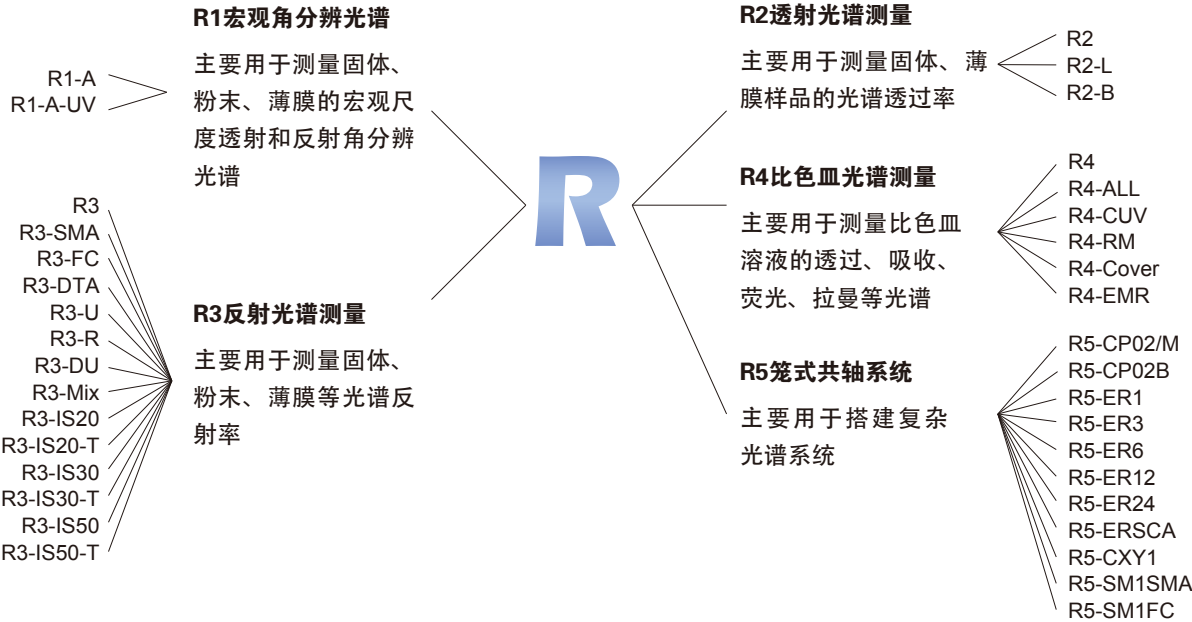 R1宏观角分辨光谱
主要用于测量固体、
粉末、薄膜的宏观尺
度透射和反射角分辨
光谱
R1-A
R1-A-UV
R3反射光谱测量
主要用于测量固体、
粉末、薄膜等光谱反
射率
R3
R3-SMA
R3-FC
R3-DTA
R3-U
R3-R
R3-DU
R3-Mix
R3-IS20
R3-IS20-T
R3-IS30
R3-IS30-T
R3-IS50
R3-IS50-T
R
R2透射光谱测量
主要用于测量固体、薄
膜样品的光谱透过率
R2
R2-L
R2-B
R4比色皿光谱测量
主要用于测量比色皿
溶液的透过、吸收、
荧光、拉曼等光谱
R4
R4-ALL
R4-CUV
R4-RM
R4-Cover
R4-EMR
R5笼式共轴系统
主要用于搭建复杂
光谱系统
R5-CP02/M
R5-CP02B
R5-ER1
R5-ER3
R5-ER6
R5-ER12
R5-ER24
R5-ERSCA
R5-CXY1
R5-SM1SMA
R5-SM1FC